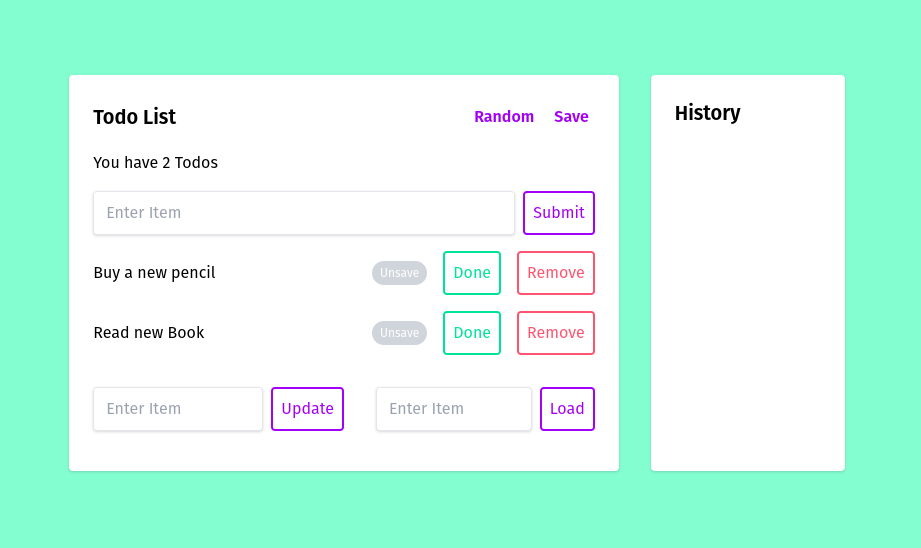 Todo List
Random Save
You have 2 Todos
Enter Item Submit
Buy a new pencil Unsave Done Remove
Read new Book Unsave Done Remove
Enter Item Update Enter Item Load
History